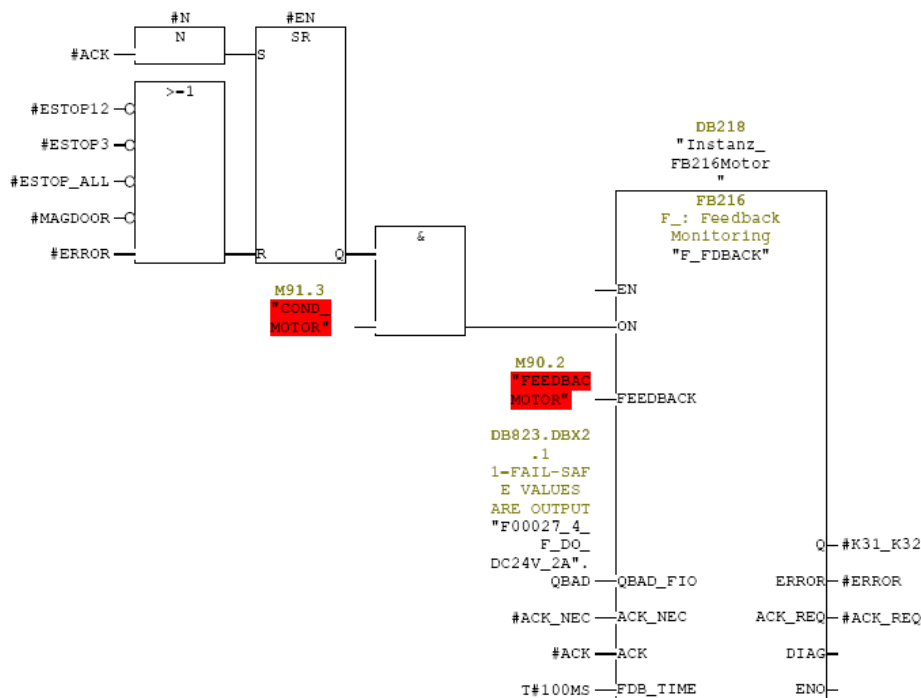 #N
#EN
N
SR
#ACK
S
>=1
#ESTOP12
#ESTOP3
#ESTOP_ALL
#MAGDOOR
#ERROR
R
Q
&
M91.3
"COND_
MOTOR"
DB218
"Instanz_
FB216Motor
"
FB216
F_: Feedback
Monitoring
"F_FDBACK"
EN
ON
M90.2
"FEEDBAC
MOTOR"
FEEDBACK
DB823.DBX2
.1
1=FAIL-SAF
E VALUES
ARE OUTPUT
"F00027_4_
F_DO_
DC24V_2A".
QBAD
QBAD_FIO
#ACK_NEC
ACK_NEC
#ACK
ACK
T#100MS
FDB_TIME
Q
#K31_K32
ERROR
#ERROR
ACK_REQ
#ACK_REQ
DIAG
ENO